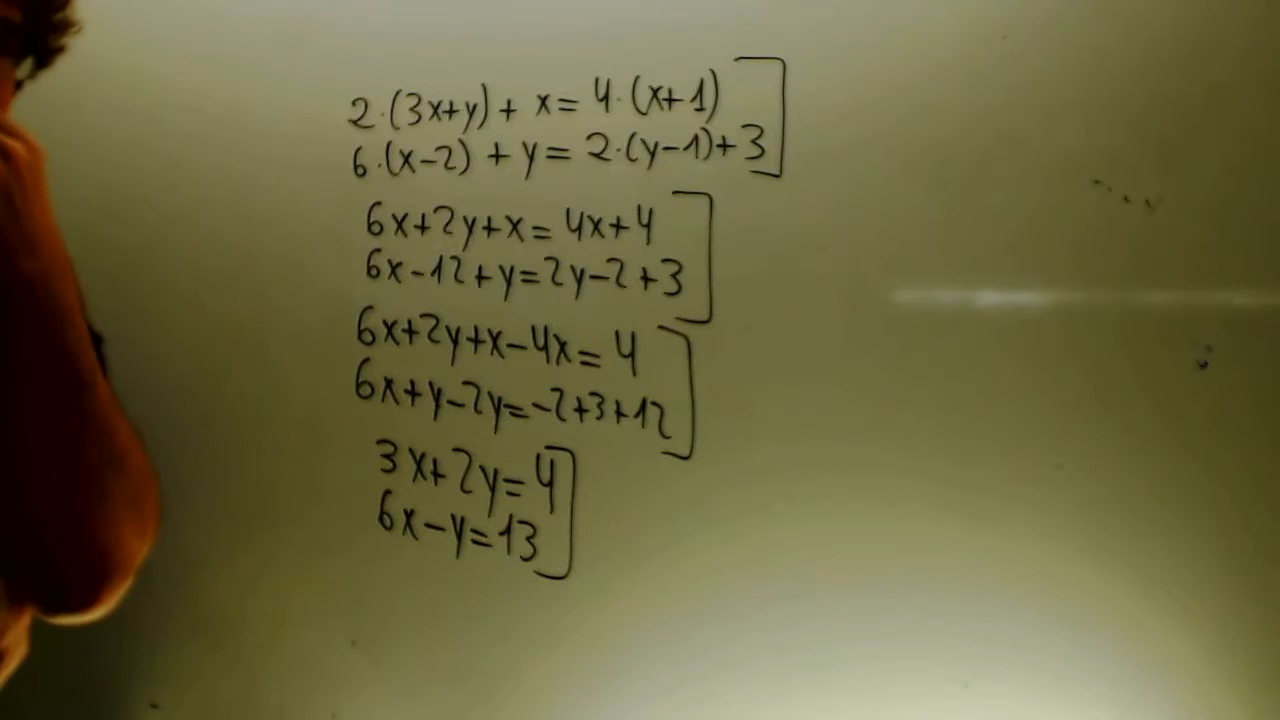 2·(3x+y)+ x= 4·(x+1)
6·(x-2) + y= 2·(y-1)+3
6x+2y+x= 4x+4
6x-12+y=2y-2+3
6x+2y+x-4x= 4
6x+y-2y=-2+3+12
3x+2y=4
6x-y=13